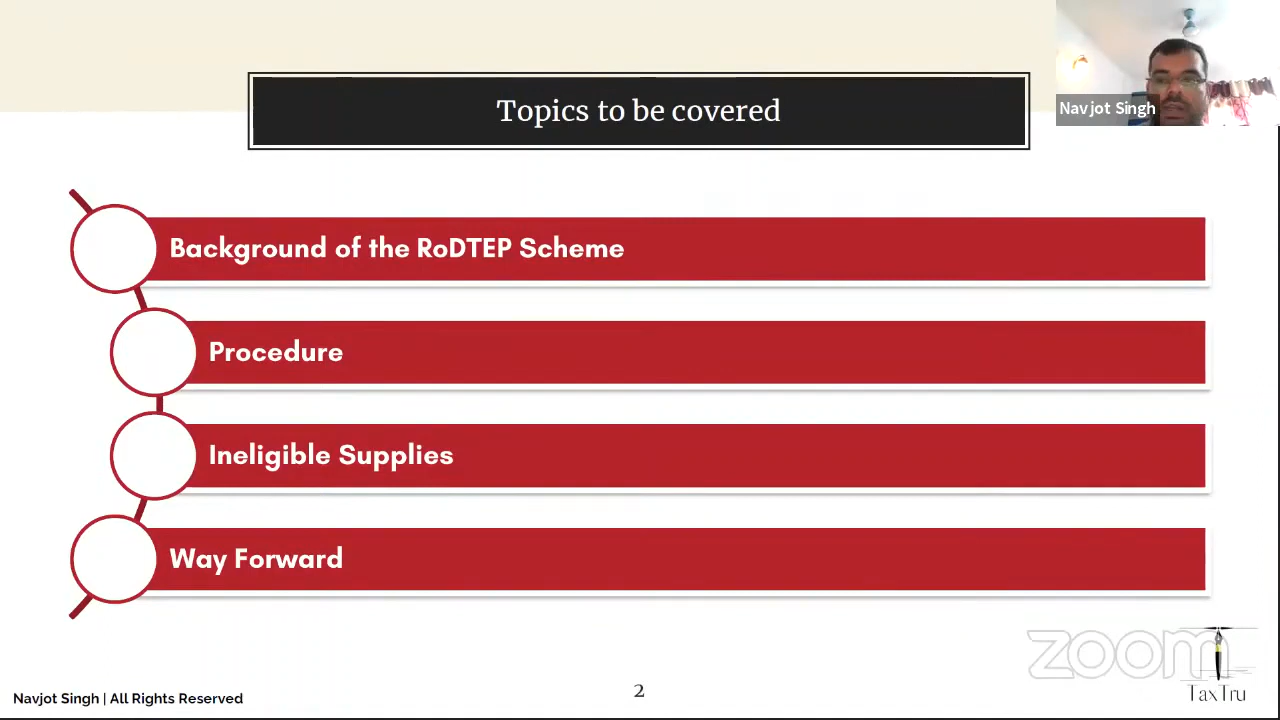 Topics to be covered
Navjot Singh
Background of the RoDTEP Scheme
Procedure
Ineligible Supplies
Way Forward
zoom
TaxTru
Navjot Singh | All Rights Reserved
2